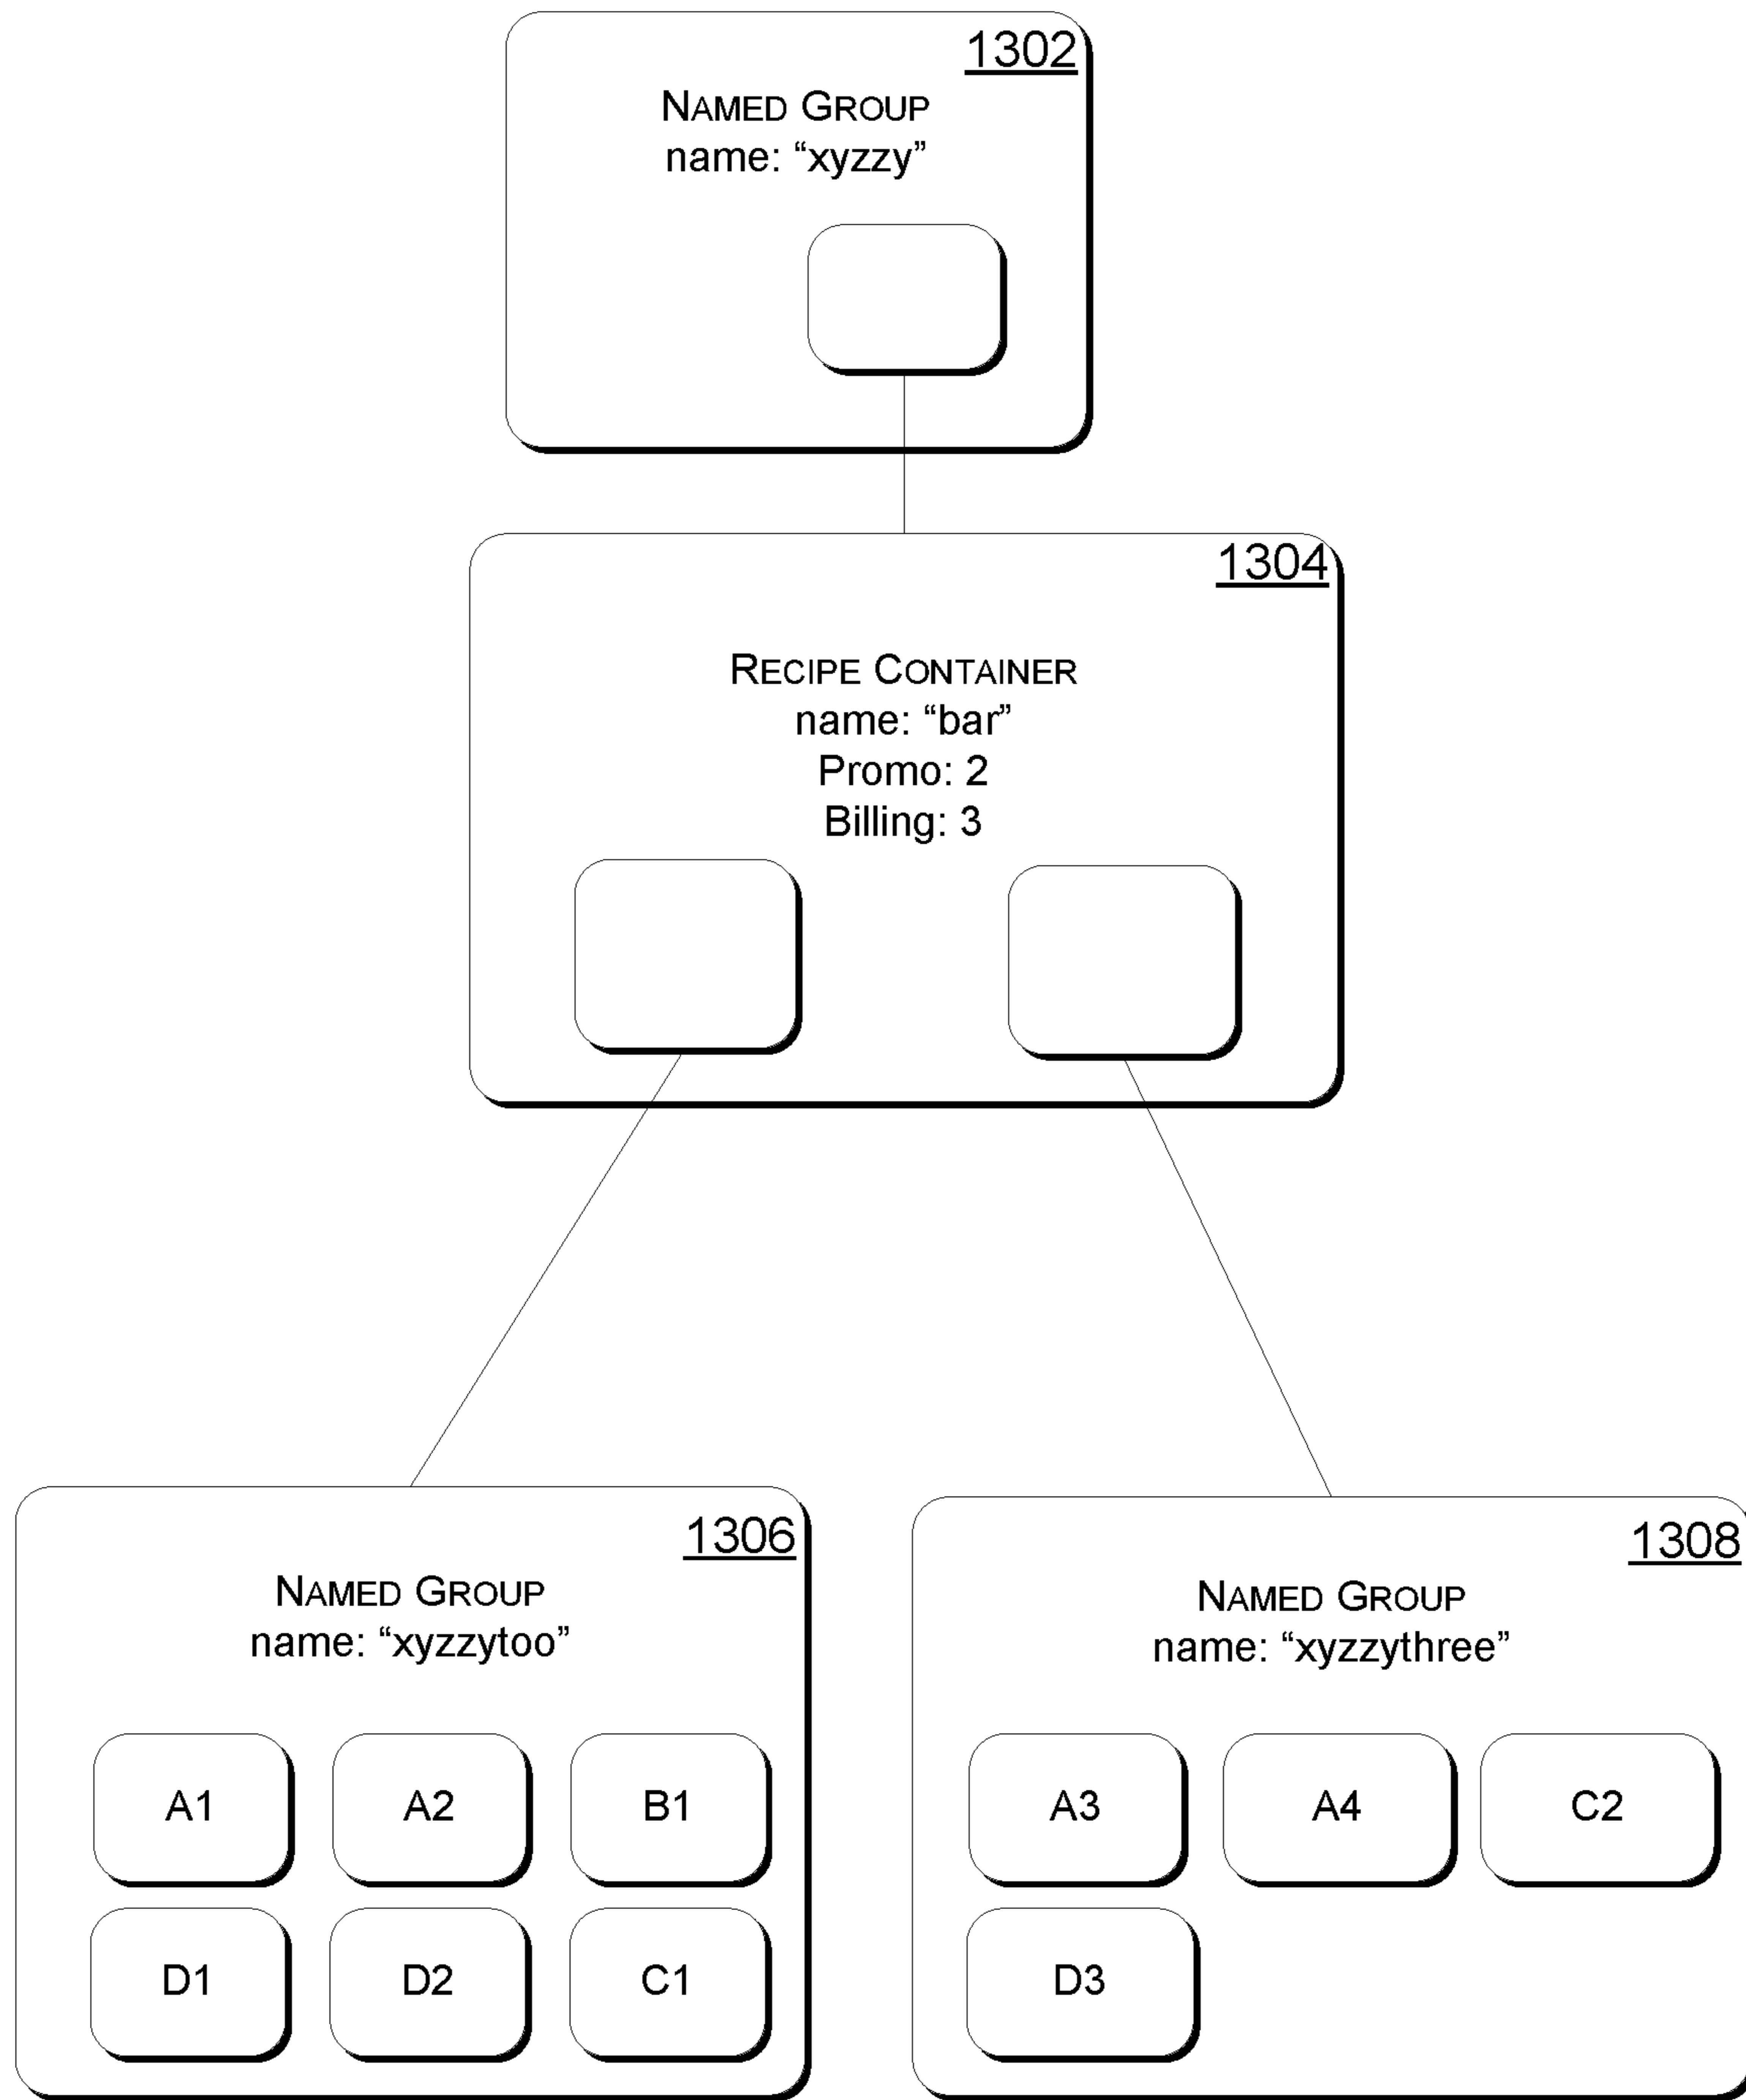 1302
NAMED GROUP
name: “xyzzy”
1304
RECIPE CONTAINER
name: “bar”
Promo: 2
Billing: 3
1306
NAMED GROUP
name: “xyzzytoo”
A1 A2 B1
D1 D2 C1
1308
NAMED GROUP
name: “xyzzythree”
A3 A4 C2
D3